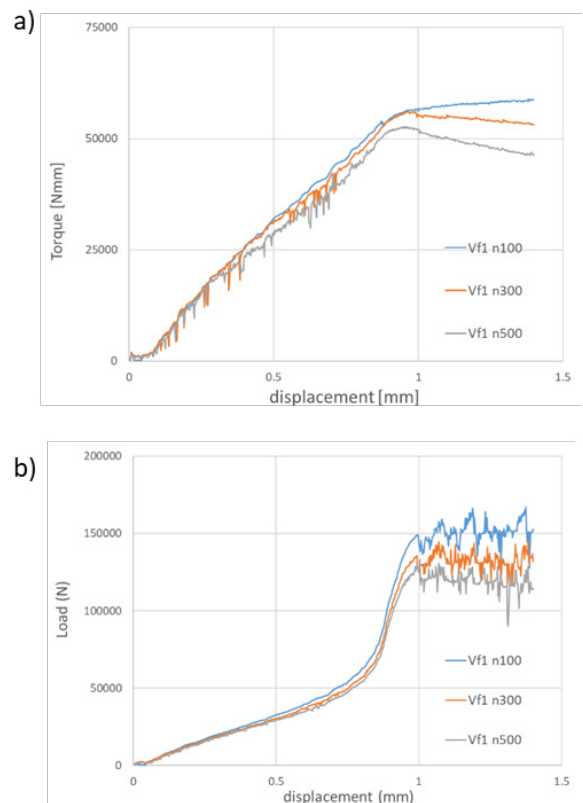 a)
75000
50000
25000
0
Torque [Nmm]
Vf1 n100
Vf1 n300
Vf1 n500
0 0.5 1 1.5
displacement [mm]
b)
200000
150000
100000
50000
0
Load (N)
Vf1 n100
Vf1 n300
Vf1 n500
0 0.5 1 1.5
displacement (mm)